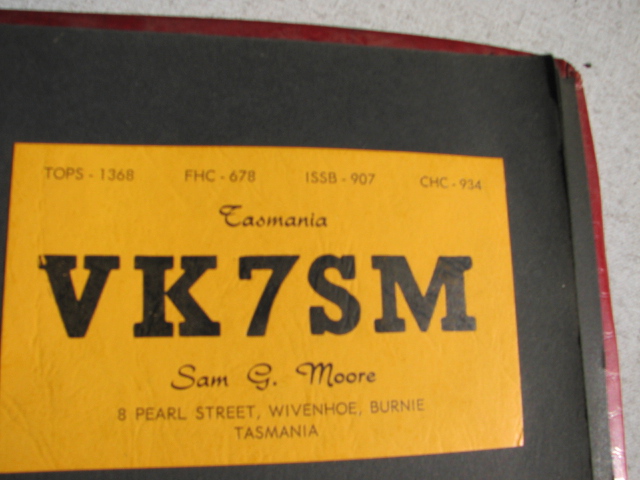 TOPS - 1368 FHC - 678 ISSB - 907 CHC - 934
Tasmania
VK7SM
Sam G. Moore
8 PEARL STREET, WIVENHOE, BURNIE
TASMANIA